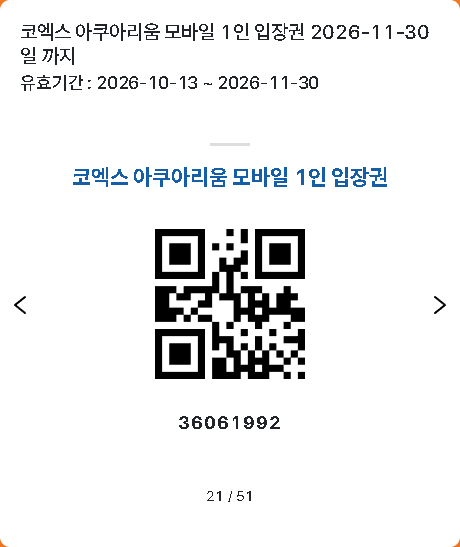 코엑스 아쿠아리움 모바일 1인 입장권 2026-11-30
일 까지
유효기간 : 2026-10-13 ~ 2026-11-30
코엑스 아쿠아리움 모바일 1인 입장권
36061992
21 / 51